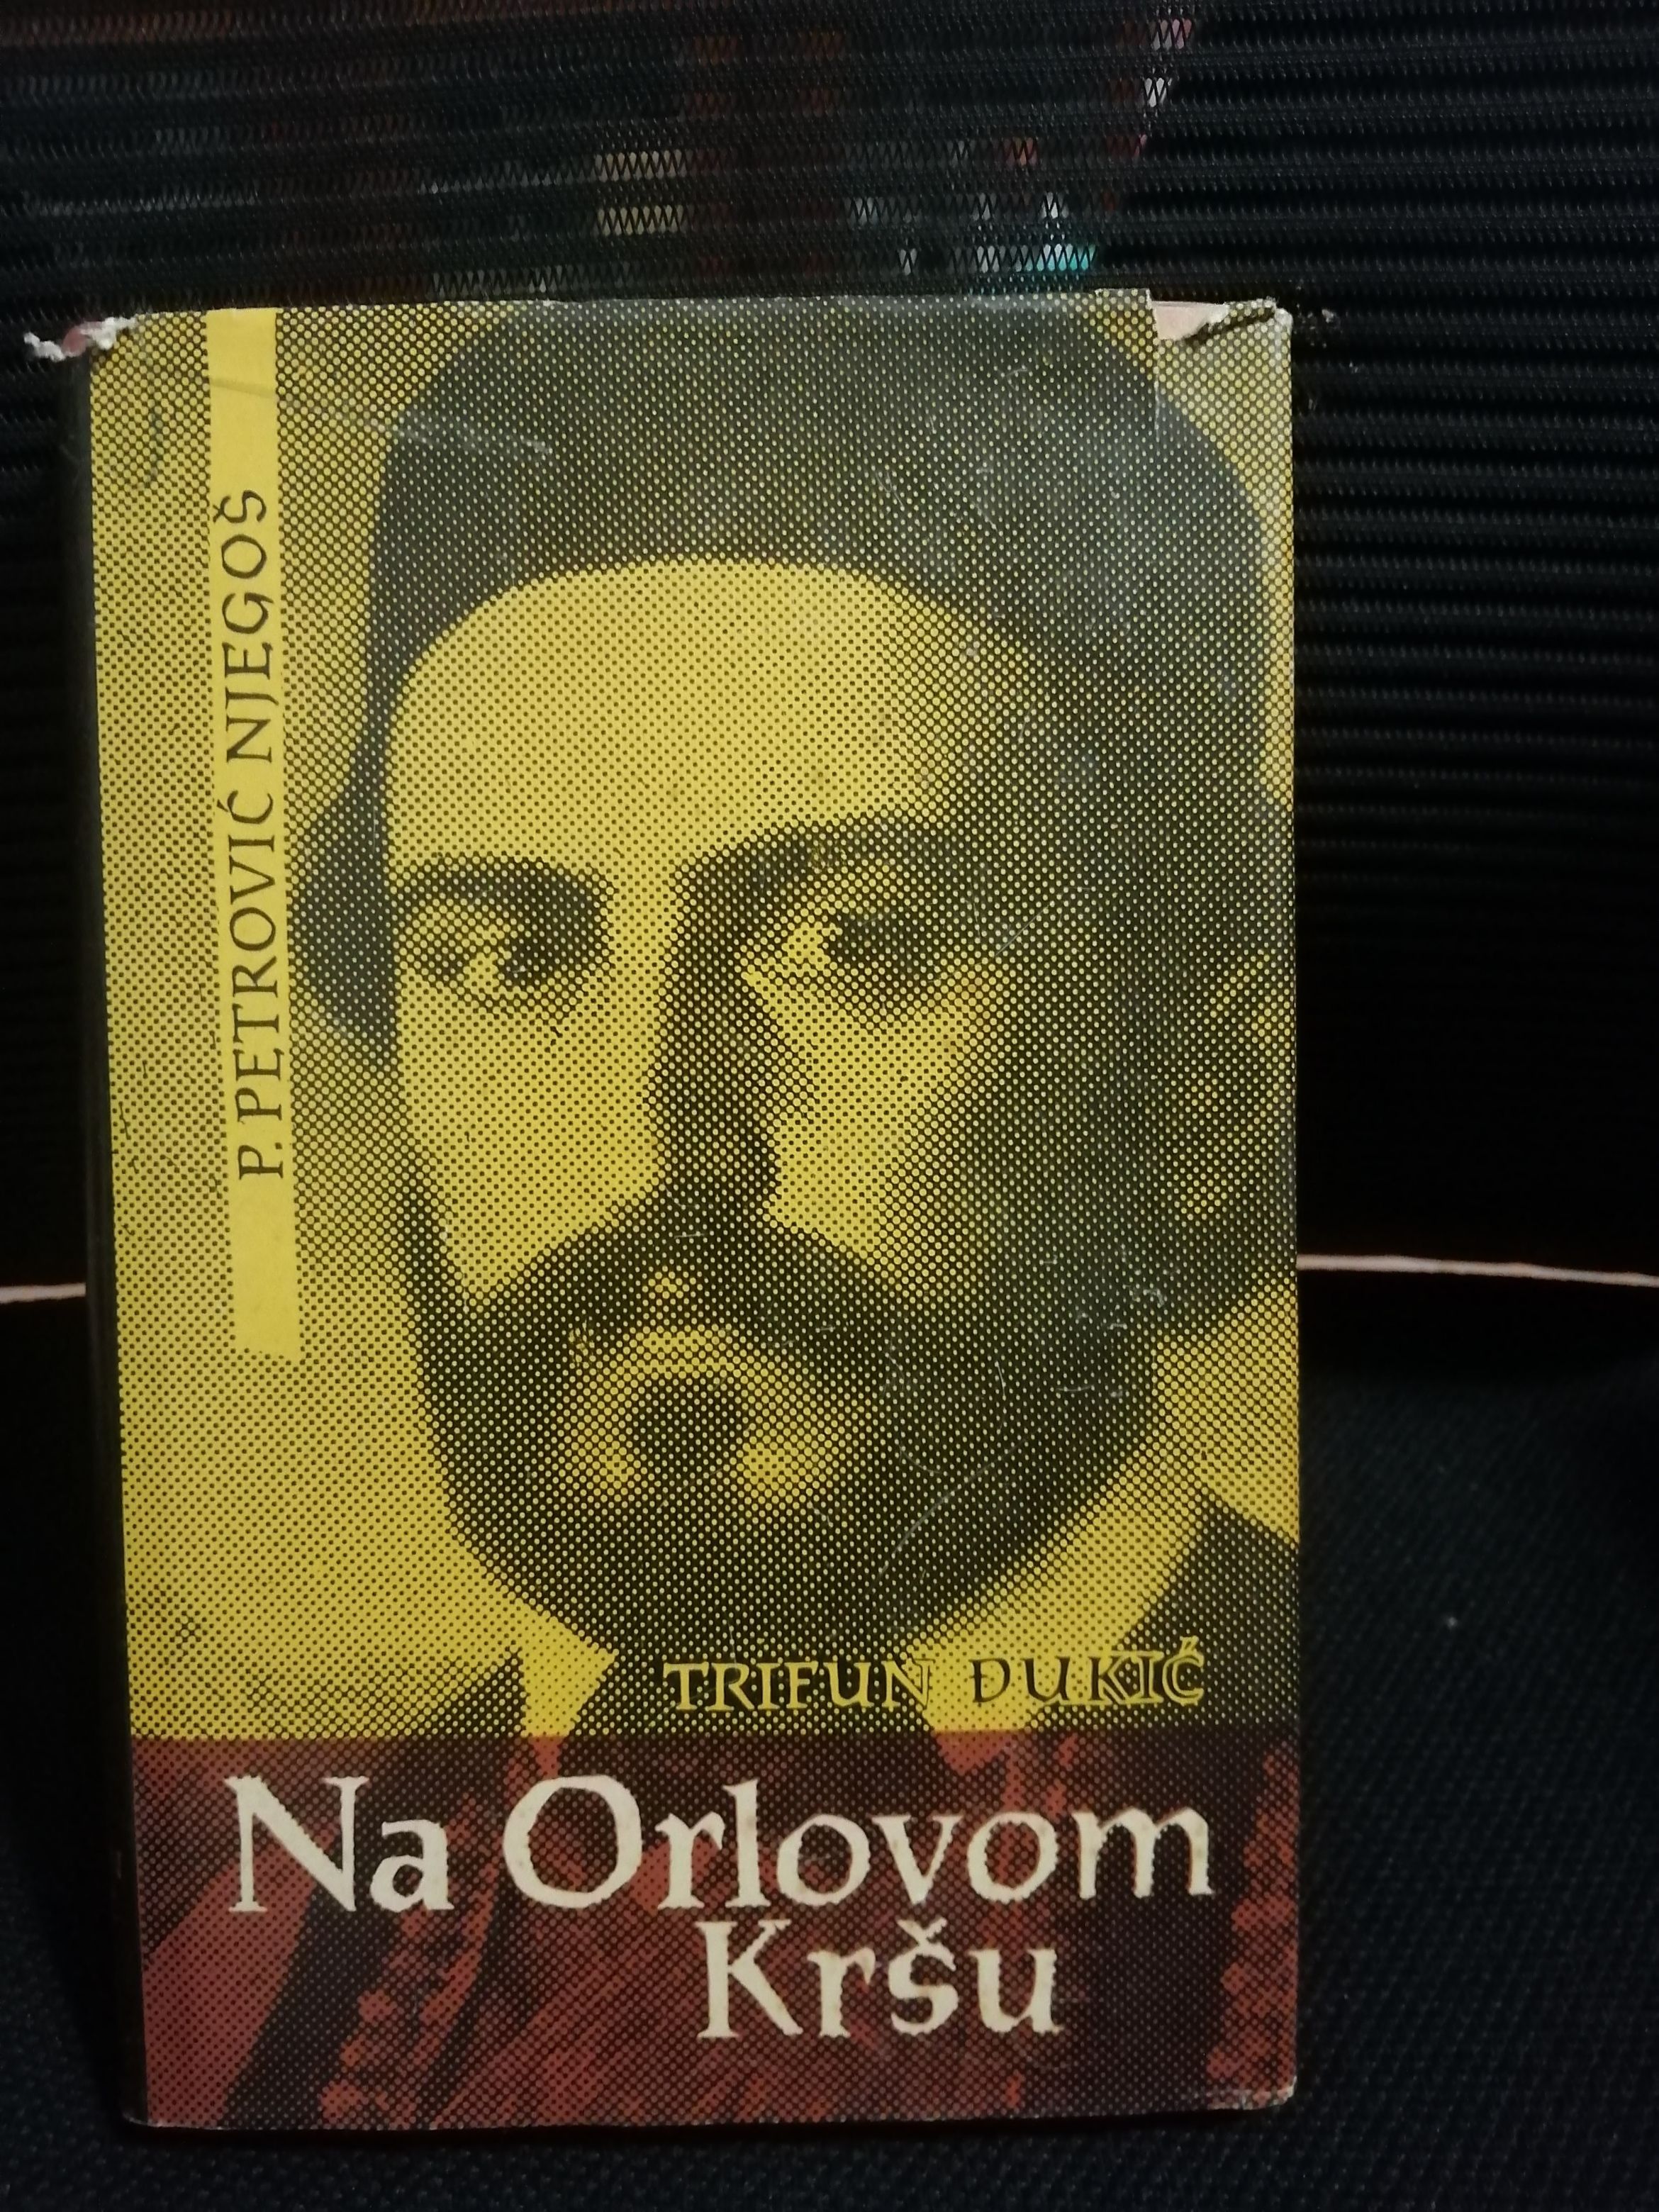 P. PETROVIĆ NJEGOŠ
TRIFUN ĐUKIĆ
Na Orlovom
Kršu